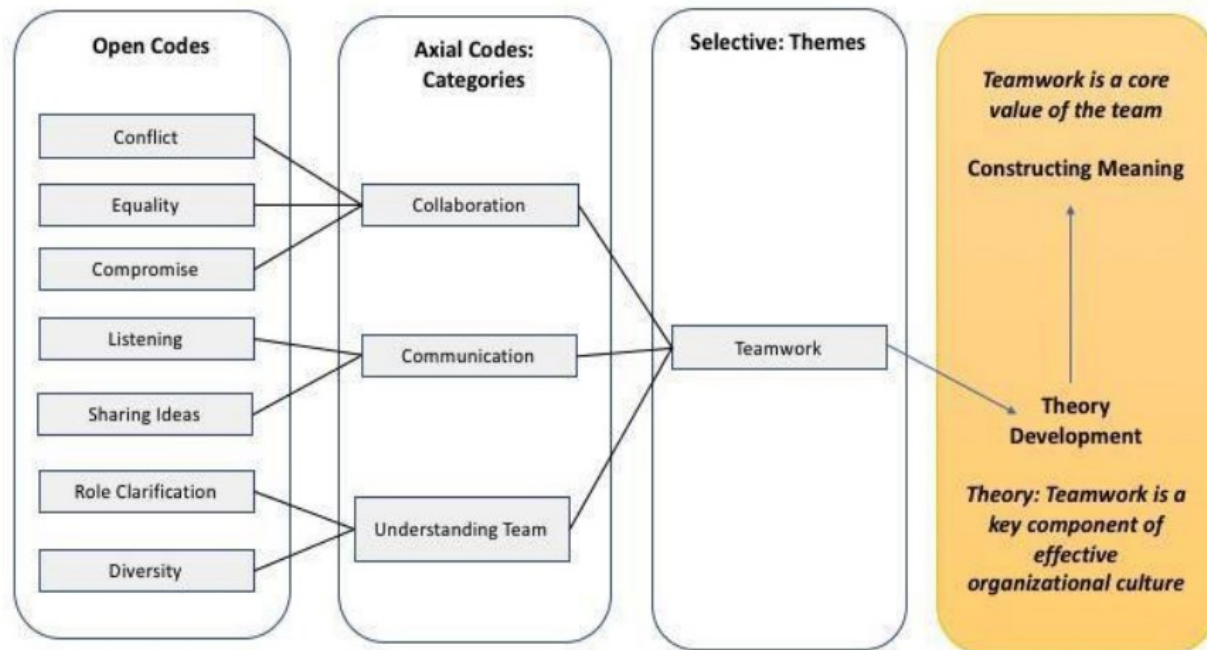 Open Codes
Conflict
Equality
Compromise
Listening
Sharing Ideas
Role Clarification
Diversity
Axial Codes:
Categories
Collaboration
Communication
Understanding Team
Selective: Themes
Teamwork
Teamwork is a core
value of the team
Constructing Meaning
Theory
Development
Theory: Teamwork is a
key component of
effective
organizational culture